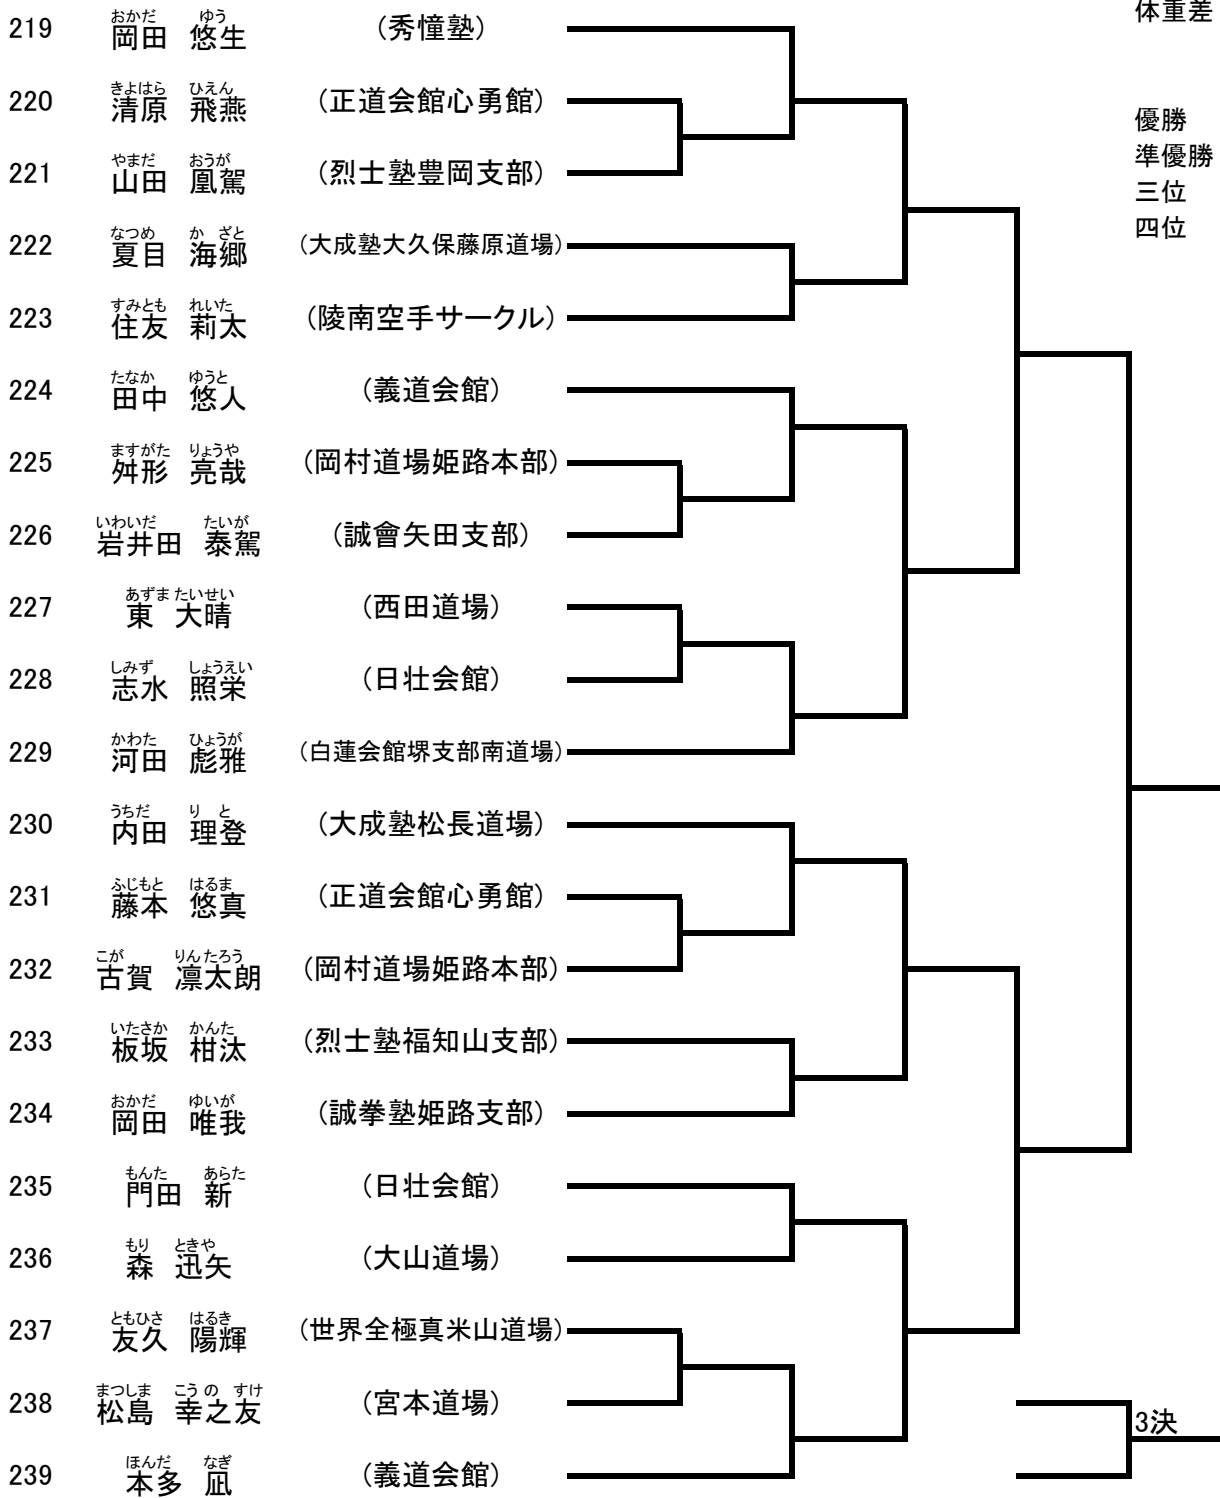 体重差
優勝
準優勝
三位
四位
219 岡田 悠生 (秀憧塾)
おかだ ゆう
220 清原 飛燕 (正道会館心勇館)
きよはら ひえん
221 山田 凰駕 (烈士塾豊岡支部)
やまだ おうが
222 夏目 海郷 (大成塾大久保藤原道場)
なつめ か ざと
223 住友 莉太 (陵南空手サークル)
すみとも れいた
224 田中 悠人 (義道会館)
たなか ゆうと
225 舛形 亮哉 (岡村道場姫路本部)
ますがた りょうや
226 岩井田 泰駕 (誠會矢田支部)
いわいだ たいが
227 東 大晴 (西田道場)
あずま たいせい
228 志水 照栄 (日壮会館)
しみず しょうえい
229 河田 彪雅 (白蓮会館堺支部南道場)
かわた ひょうが
230 内田 理登 (大成塾松長道場)
うちだ り と
231 藤本 悠真 (正道会館心勇館)
ふじもと はるま
232 古賀 凛太朗 (岡村道場姫路本部)
こが りんたろう
233 板坂 柑汰 (烈士塾福知山支部)
いたさか かんた
234 岡田 唯我 (誠拳塾姫路支部)
おかだ ゆいが
235 門田 新 (日壮会館)
もんた あらた
236 森 迅矢 (大山道場)
もり ときや
237 友久 陽輝 (世界全極真米山道場)
ともひさ はるき
238 松島 幸之友 (宮本道場)
まつしま こう の すけ
239 本多 凪 (義道会館)
ほんだ なぎ
3決